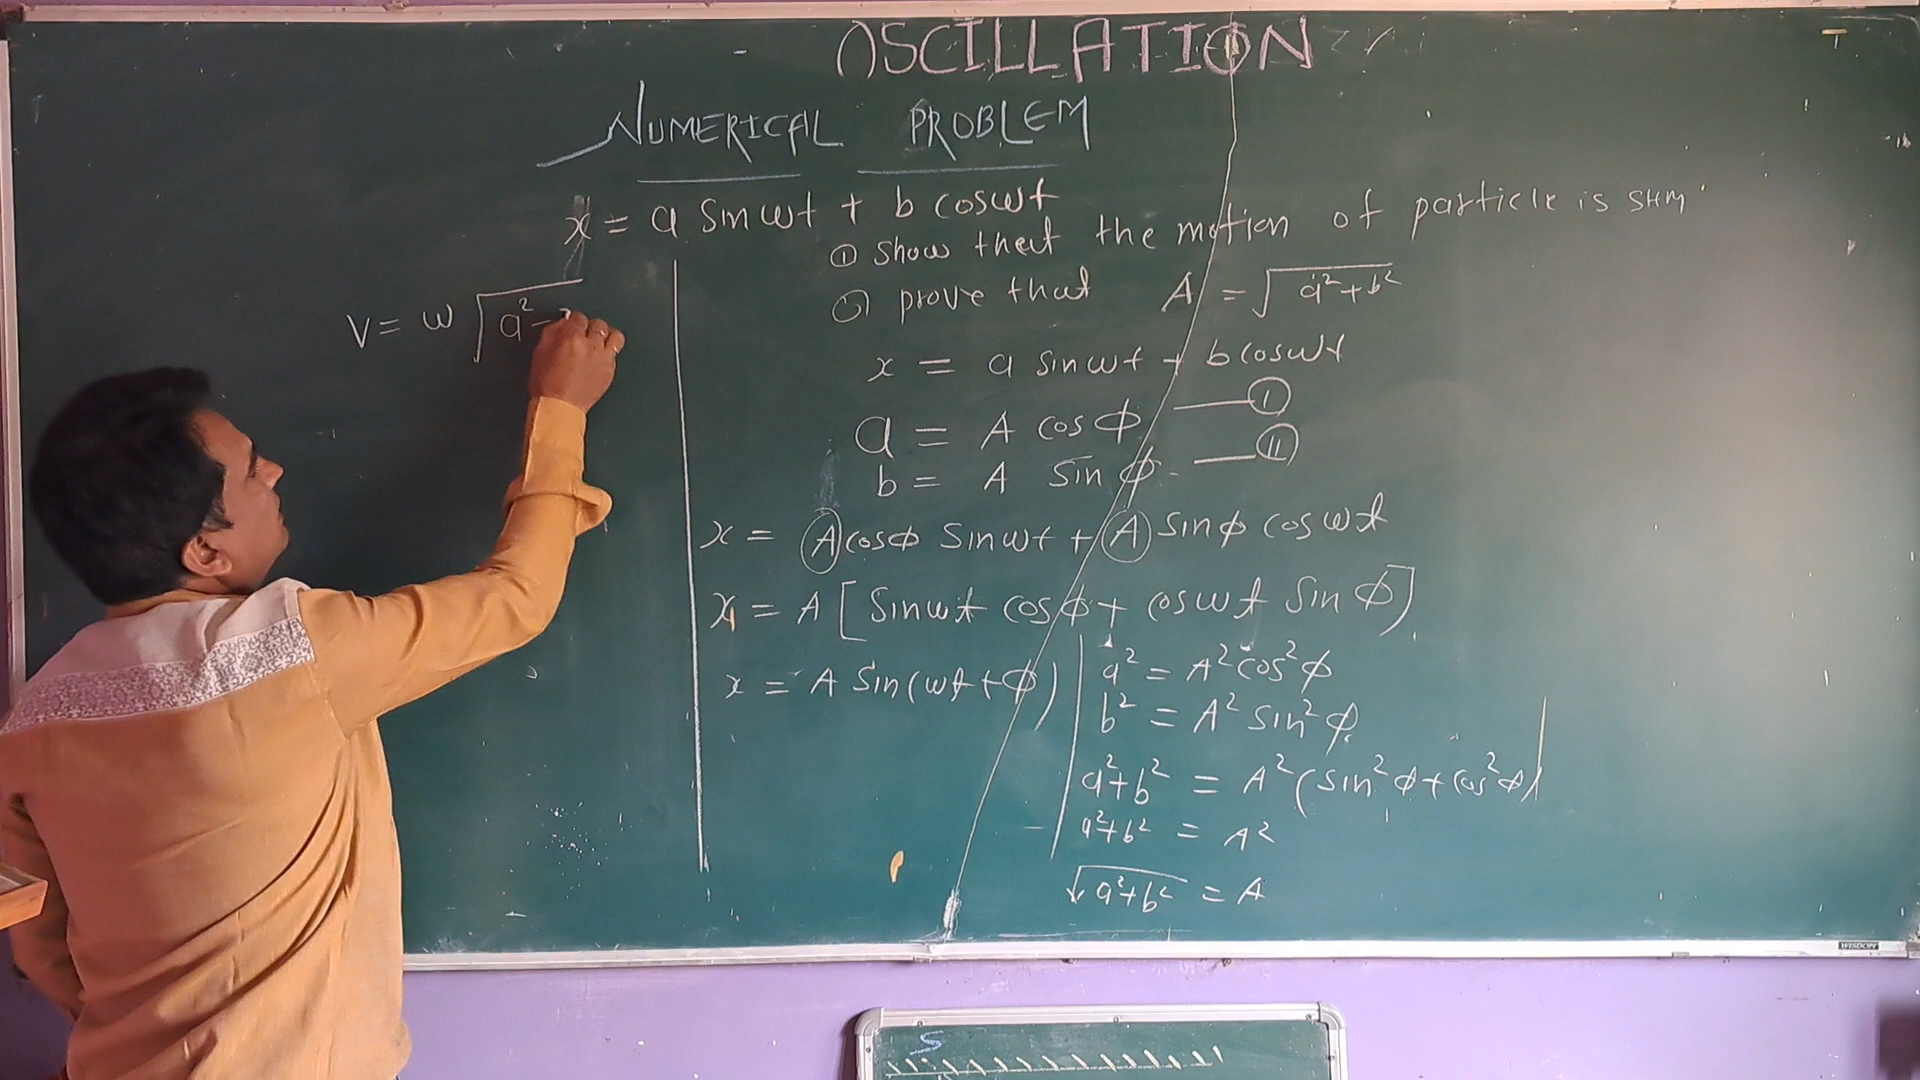 OSCILLATION
NUMERICAL PROBLEM
x = a sin ωt + b cos ωt
① Show that the motion of particle is SHM
② prove that A = √(a²+b²)
V = ω √(a² –
x = a sin ωt + b cos ωt
a = A cos ϕ — Ⓘ
b = A sin ϕ — (II)
x = A cos ϕ sin ωt + A sin ϕ cos ωt
x = A [sin ωt cos ϕ + cos ωt sin ϕ]
x = A sin(ωt + ϕ)
a² = A² cos² ϕ
b² = A² sin² ϕ
a²+b² = A² (sin² ϕ + cos² ϕ)
a²+b² = A²
√(a²+b²) = A
WISDOM
S